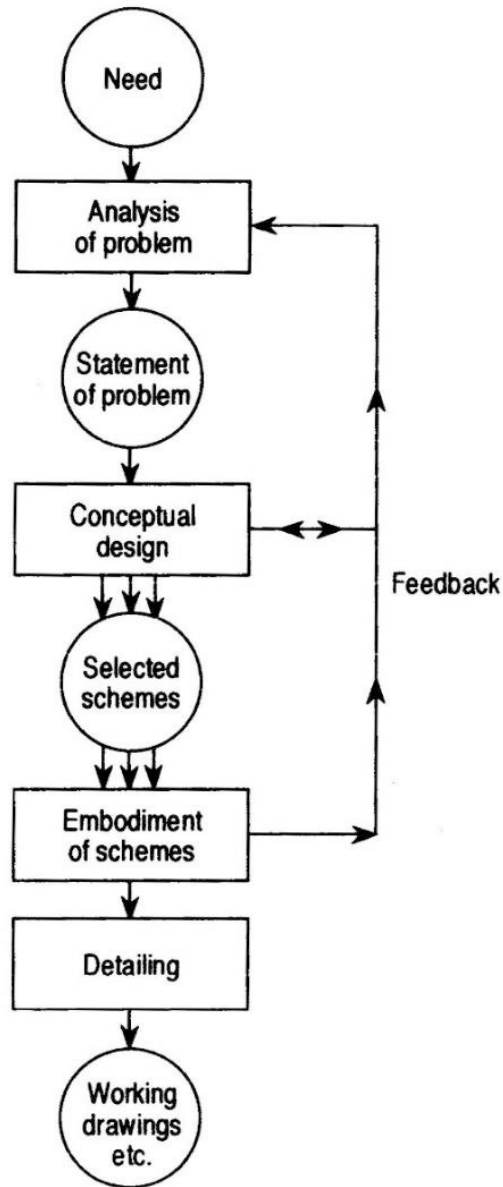 Need
Analysis
of problem
Statement
of problem
Conceptual
design
Feedback
Selected
schemes
Embodiment
of schemes
Detailing
Working
drawings
etc.